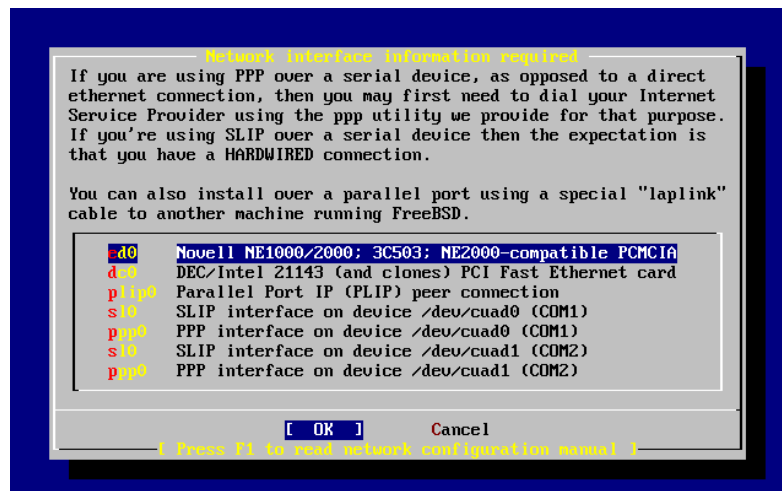 Network interface information required
If you are using PPP over a serial device, as opposed to a direct
ethernet connection, then you may first need to dial your Internet
Service Provider using the ppp utility we provide for that purpose.
If you're using SLIP over a serial device then the expectation is
that you have a HARDWIRED connection.
You can also install over a parallel port using a special "laplink"
cable to another machine running FreeBSD.
ed0 Novell NE1000/2000; 3C503; NE2000-compatible PCMCIA
dc0 DEC/Intel 21143 (and clones) PCI Fast Ethernet card
plip0 Parallel Port IP (PLIP) peer connection
sl0 SLIP interface on device /dev/cuad0 (COM1)
ppp0 PPP interface on device /dev/cuad0 (COM1)
sl0 SLIP interface on device /dev/cuad1 (COM2)
ppp0 PPP interface on device /dev/cuad1 (COM2)
[ OK ] Cancel
[ Press F1 to read network configuration manual ]